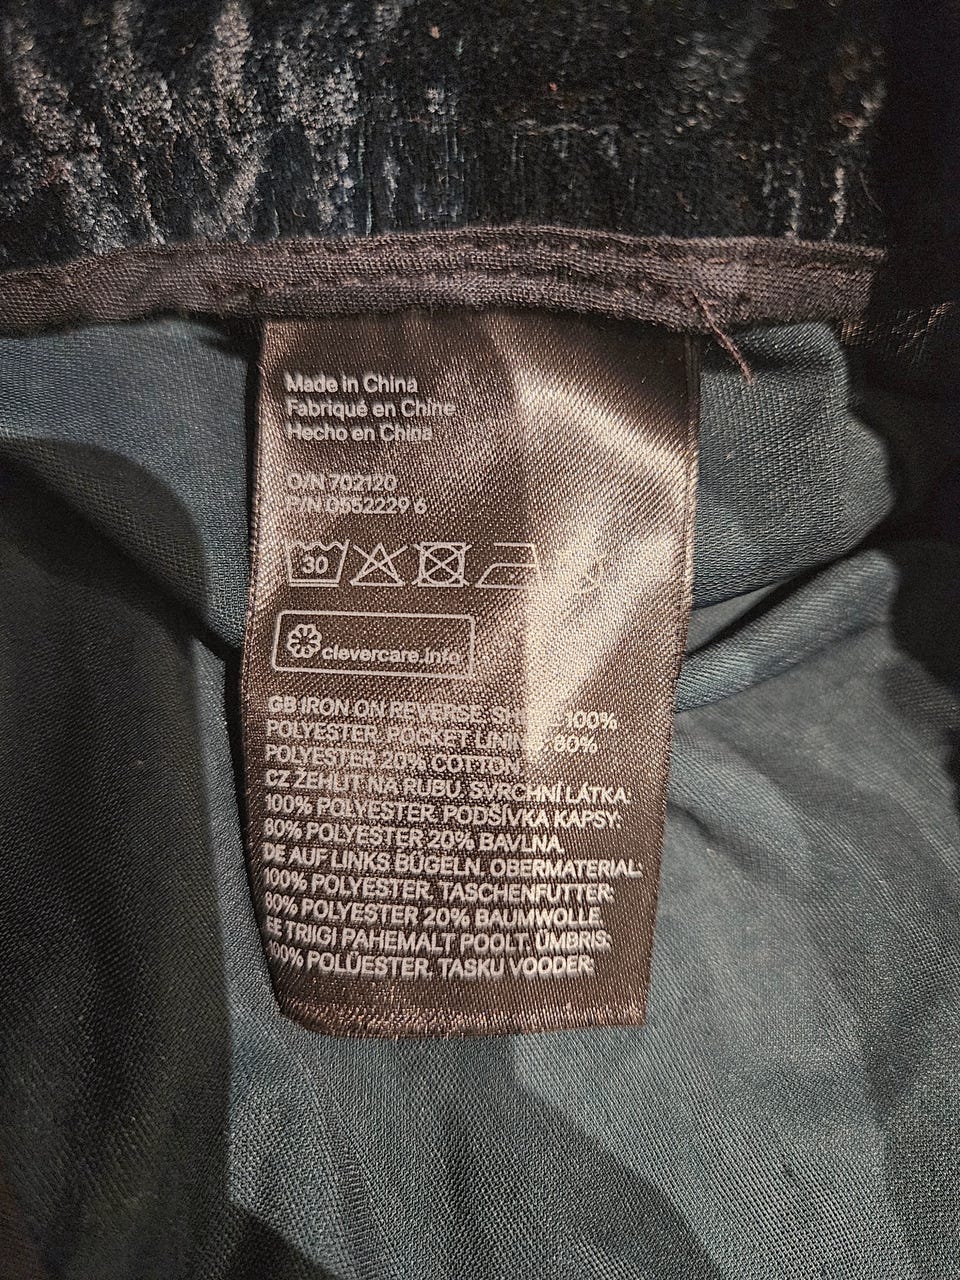 Made in China
Fabriqué en Chine
Hecho en China
O/N 702120
P/N 0552229 6
30
clevercare.info
GB IRON ON REVERSE. 100%
POLYESTER. POCKET LINING: 80%
POLYESTER 20% COTTON
CZ ŽEHLIT NA RUBU. SVRCHNÍ LÁTKA:
100% POLYESTER. PODŠÍVKA KAPSY:
80% POLYESTER 20% BAVLNA.
DE AUF LINKS BÜGELN. OBERMATERIAL:
100% POLYESTER. TASCHENFUTTER:
80% POLYESTER 20% BAUMWOLLE.
EE TRIIGI PAHEMALT POOLT. ÜMBRIS:
100% POLÜESTER. TASKU VOODER: